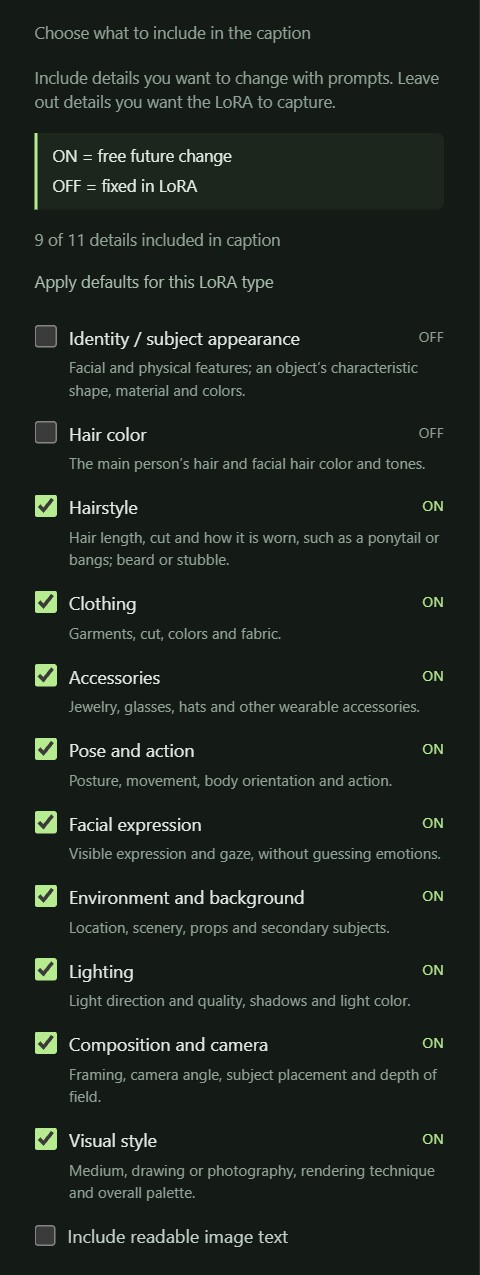 Choose what to include in the caption
Include details you want to change with prompts. Leave
out details you want the LoRA to capture.
ON = free future change
OFF = fixed in LoRA
9 of 11 details included in caption
Apply defaults for this LoRA type
Identity / subject appearance OFF
Facial and physical features; an object's characteristic
shape, material and colors.
Hair color OFF
The main person's hair and facial hair color and tones.
Hairstyle ON
Hair length, cut and how it is worn, such as a ponytail or
bangs; beard or stubble.
Clothing ON
Garments, cut, colors and fabric.
Accessories ON
Jewelry, glasses, hats and other wearable accessories.
Pose and action ON
Posture, movement, body orientation and action.
Facial expression ON
Visible expression and gaze, without guessing emotions.
Environment and background ON
Location, scenery, props and secondary subjects.
Lighting ON
Light direction and quality, shadows and light color.
Composition and camera ON
Framing, camera angle, subject placement and depth of
field.
Visual style ON
Medium, drawing or photography, rendering technique
and overall palette.
Include readable image text